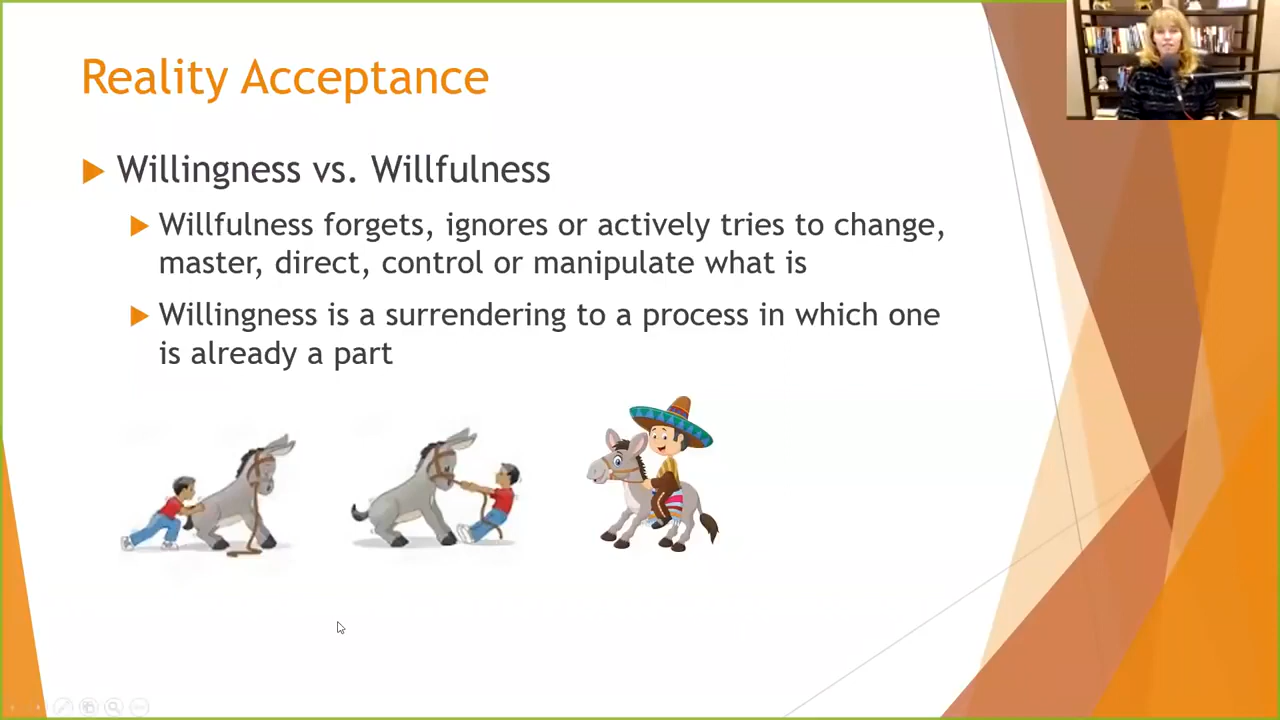 Reality Acceptance
Willingness vs. Willfulness
Willfulness forgets, ignores or actively tries to change,
master, direct, control or manipulate what is
Willingness is a surrendering to a process in which one
is already a part